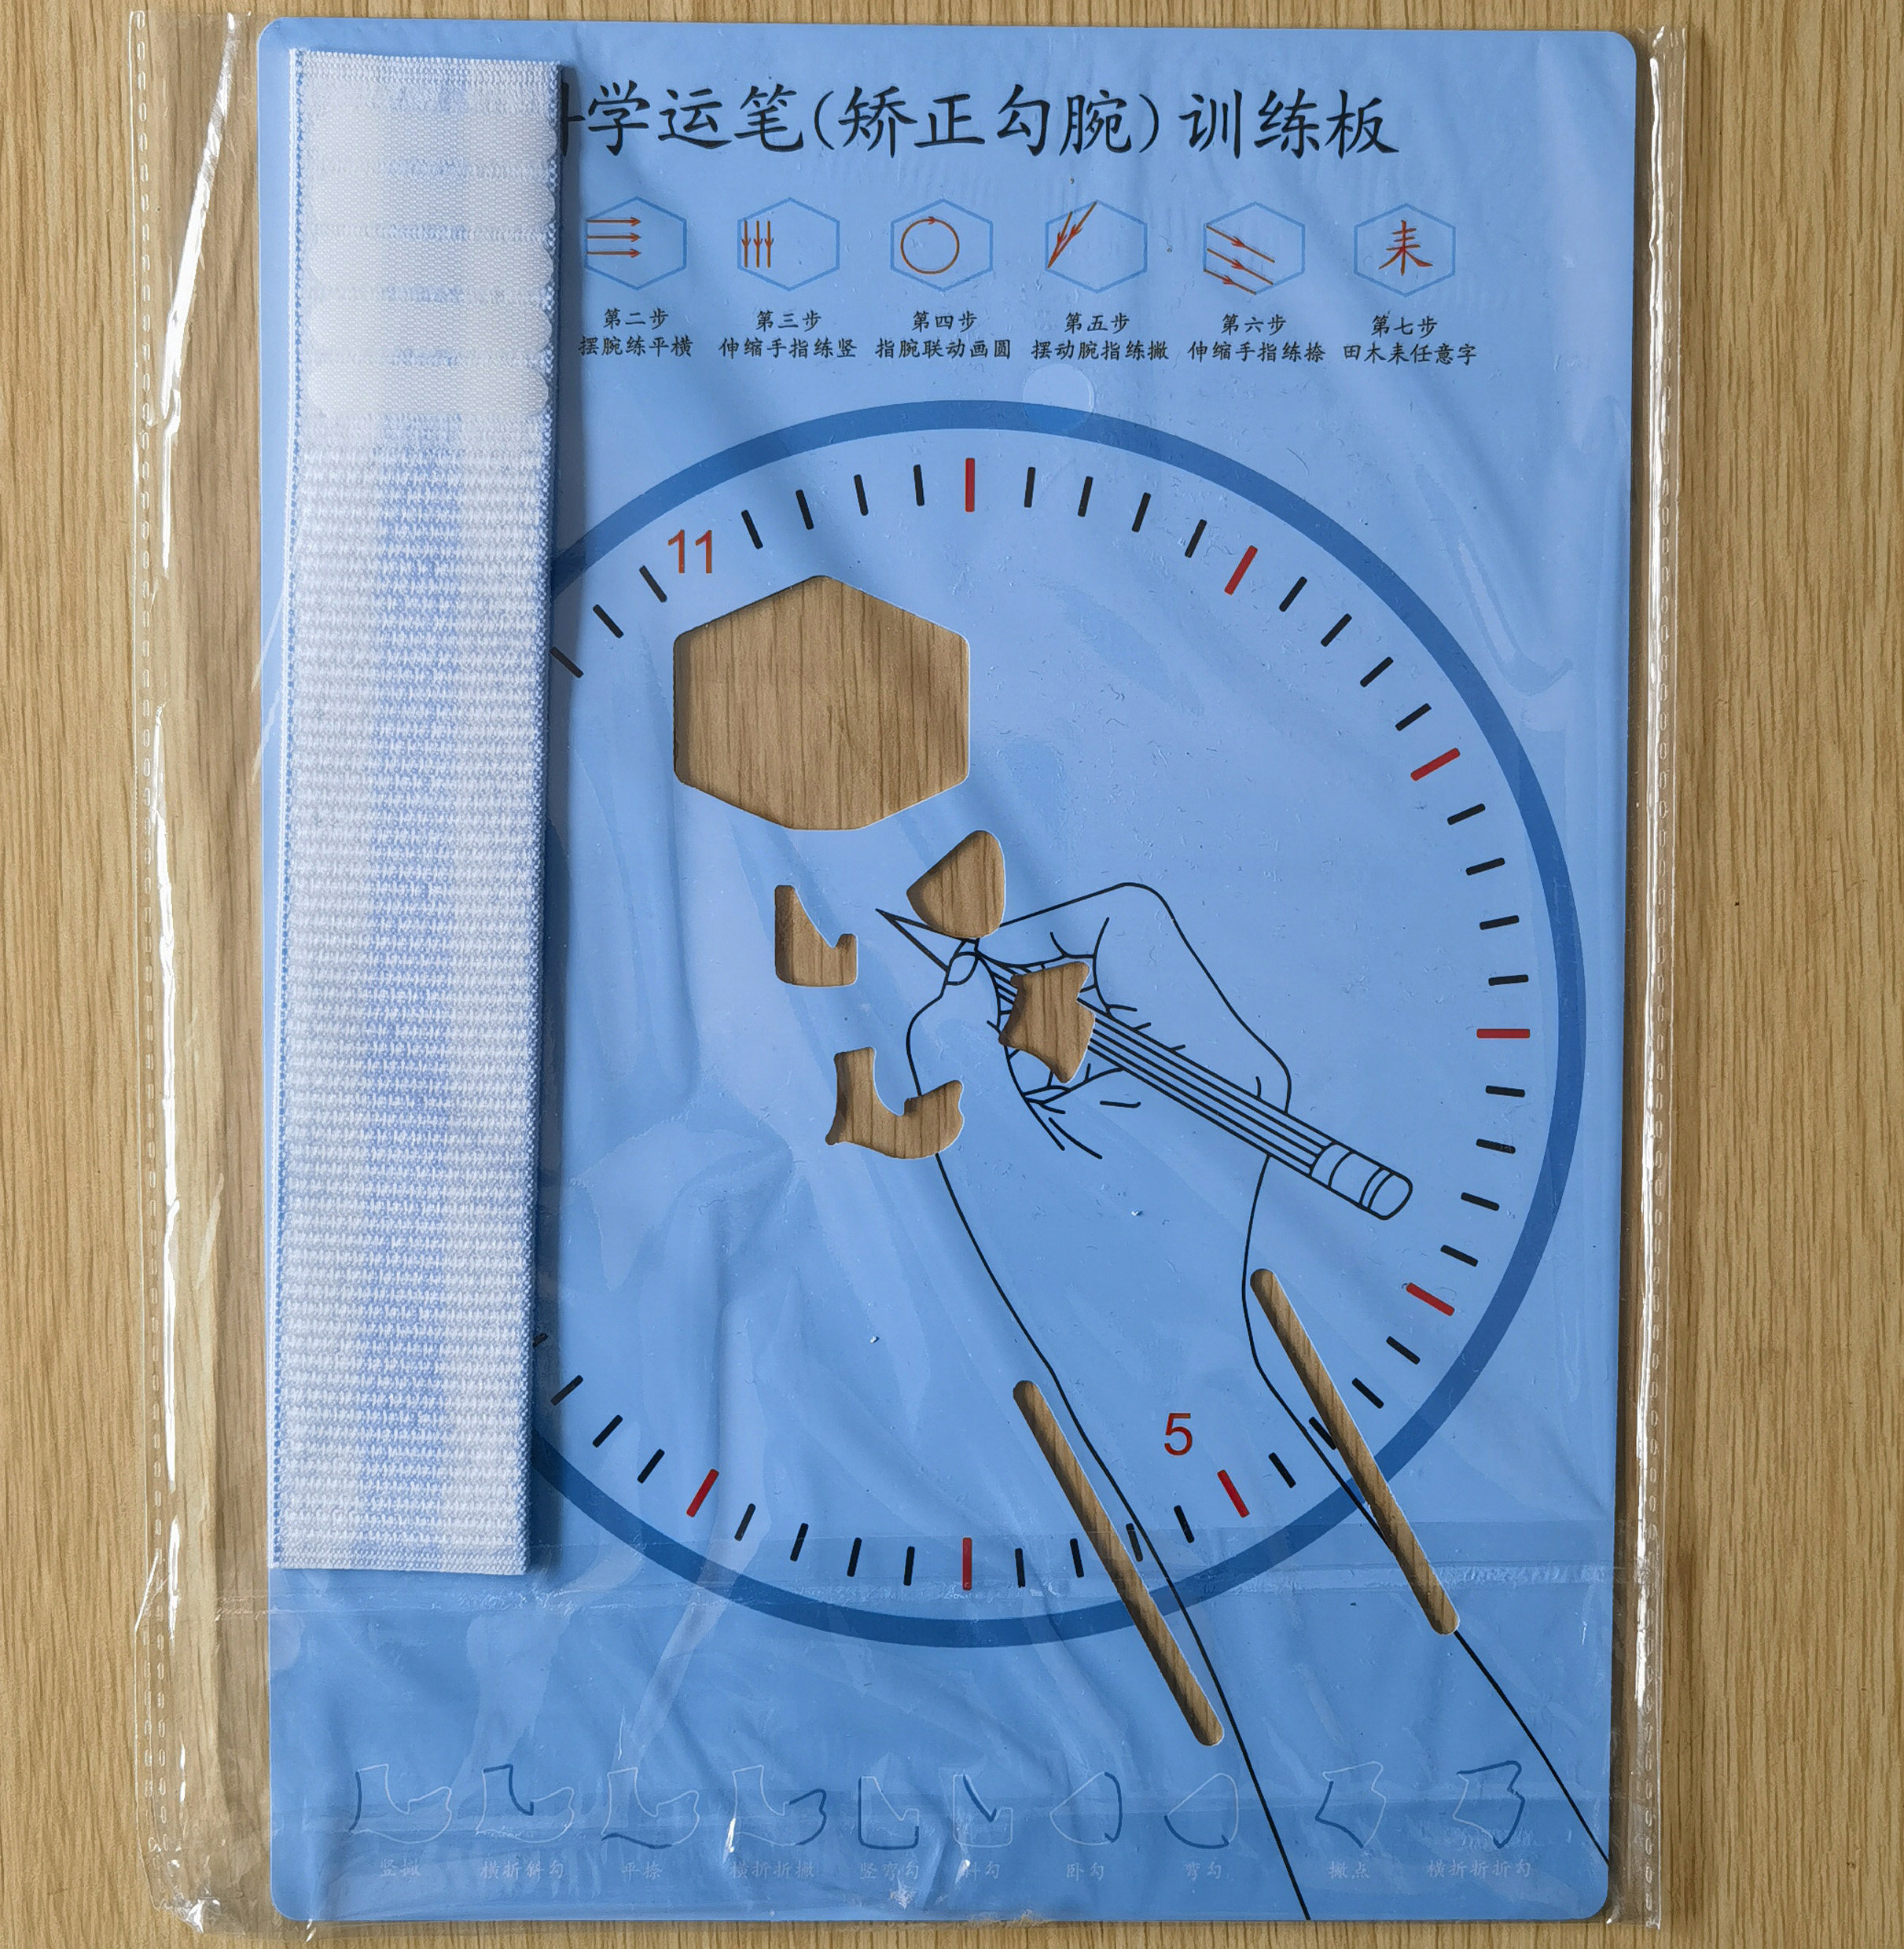 学运笔(矫正勾腕)训练板
第二步
摆腕练平横
第三步
伸缩手指练竖
第四步
指腕联动画圆
第五步
摆动腕指练撇
第六步
伸缩手指练捺
耒
第七步
田木耒任意字
11
5
竖撇
横折斜勾
平捺
横折折撇
竖弯勾
斜勾
卧勾
弯勾
撇点
横折折折勾